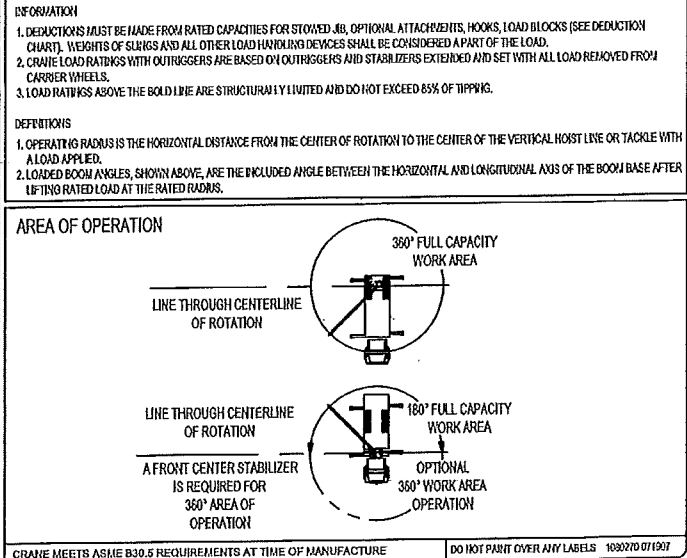 INFORMATION
1. DEDUCTIONS MUST BE MADE FROM RATED CAPACITIES FOR STOWED JIB, OPTIONAL ATTACHMENTS, HOOKS, LOAD BLOCKS (SEE DEDUCTION
CHART). WEIGHTS OF SLINGS AND ALL OTHER LOAD HANDLING DEVICES SHALL BE CONSIDERED A PART OF THE LOAD.
2. CRANE LOAD RATINGS WITH OUTRIGGERS ARE BASED ON OUTRIGGERS AND STABILIZERS EXTENDED AND SET WITH ALL LOAD REMOVED FROM
CARRIER WHEELS.
3. LOAD RATINGS ABOVE THE BOLD LINE ARE STRUCTURALLY LIMITED AND DO NOT EXCEED 85% OF TIPPING.
DEFINITIONS
1. OPERATING RADIUS IS THE HORIZONTAL DISTANCE FROM THE CENTER OF ROTATION TO THE CENTER OF THE VERTICAL HOIST LINE OR TACKLE WITH
A LOAD APPLIED.
2. LOADED BOOM ANGLES, SHOWN ABOVE, ARE THE INCLUDED ANGLE BETWEEN THE HORIZONTAL AND LONGITUDINAL AXIS OF THE BOOM BASE AFTER
LIFTING RATED LOAD AT THE RATED RADIUS.
AREA OF OPERATION
360° FULL CAPACITY
WORK AREA
LINE THROUGH CENTERLINE
OF ROTATION
LINE THROUGH CENTERLINE
OF ROTATION
180° FULL CAPACITY
WORK AREA
A FRONT CENTER STABILIZER
IS REQUIRED FOR
360° AREA OF
OPERATION
OPTIONAL
360° WORK AREA
OPERATION
CRANE MEETS ASME B30.5 REQUIREMENTS AT TIME OF MANUFACTURE
DO NOT PAINT OVER ANY LABELS 1030270 071907